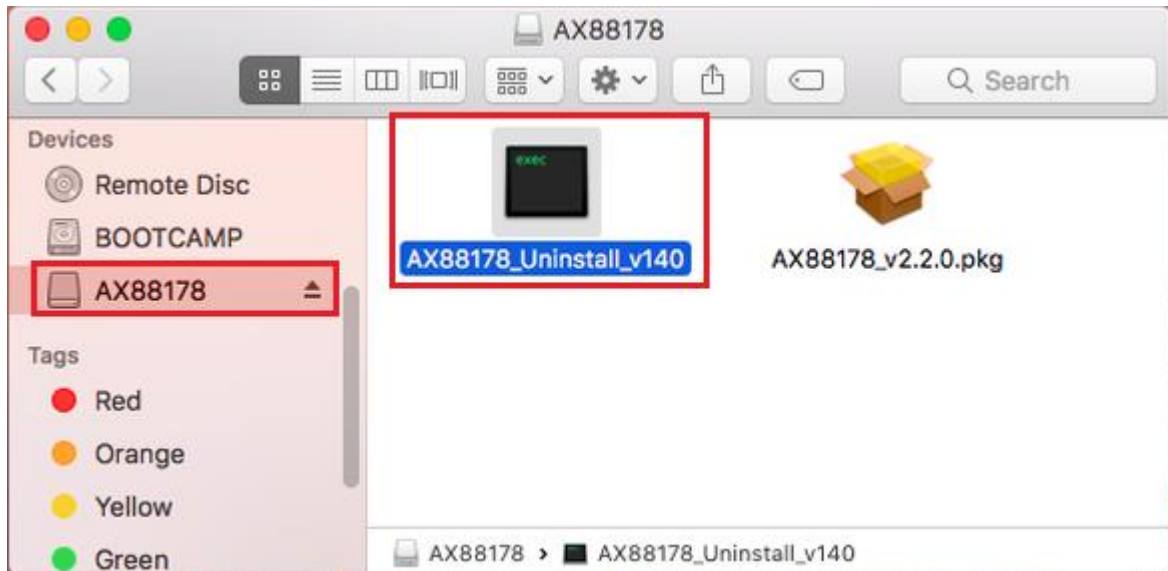 AX88178
Search
Devices
Remote Disc
BOOTCAMP
AX88178
Tags
Red
Orange
Yellow
Green
exec
AX88178_Uninstall_v140
AX88178_v2.2.0.pkg
AX88178 › AX88178_Uninstall_v140